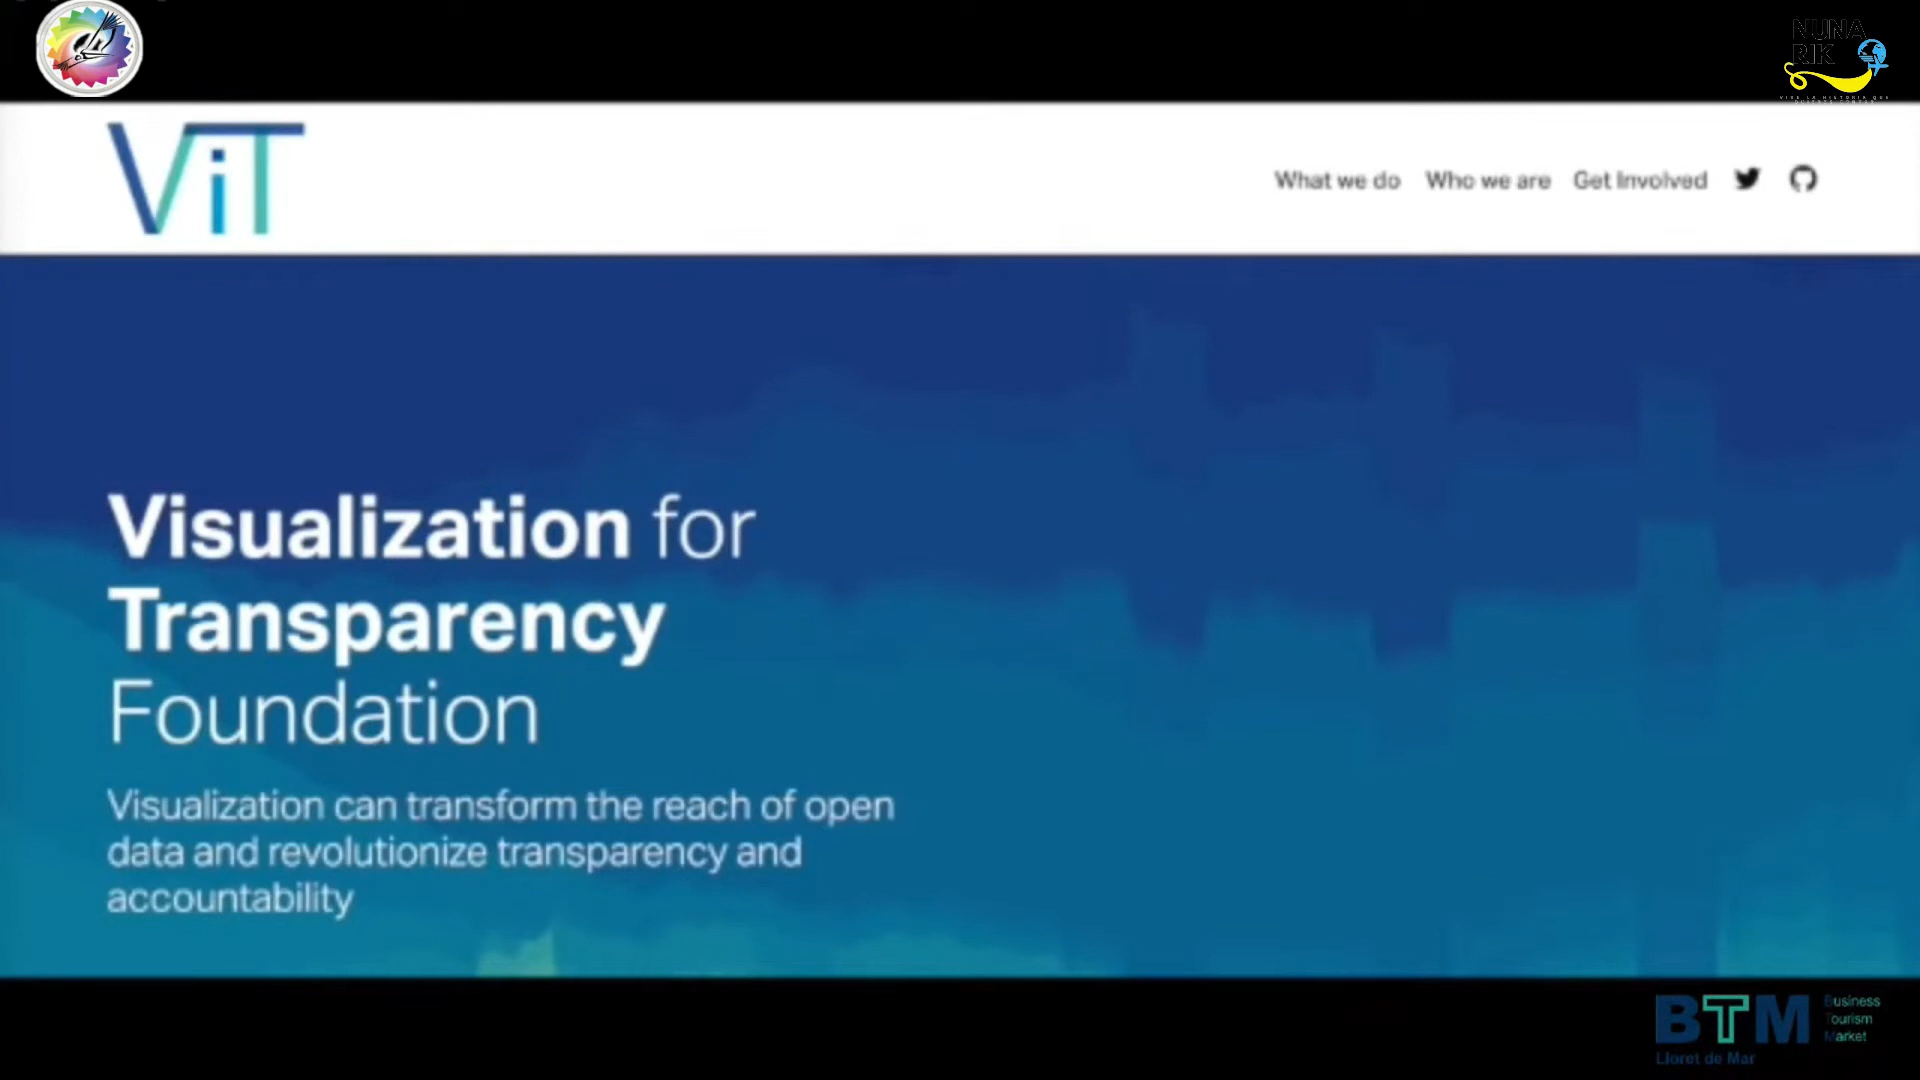 NUNA
RIK
ViT
What we do Who we are Get Involved
Visualization for
Transparency
Foundation
Visualization can transform the reach of open
data and revolutionize transparency and
accountability
BTM
Business
Tourism
Market
Lloret de Mar